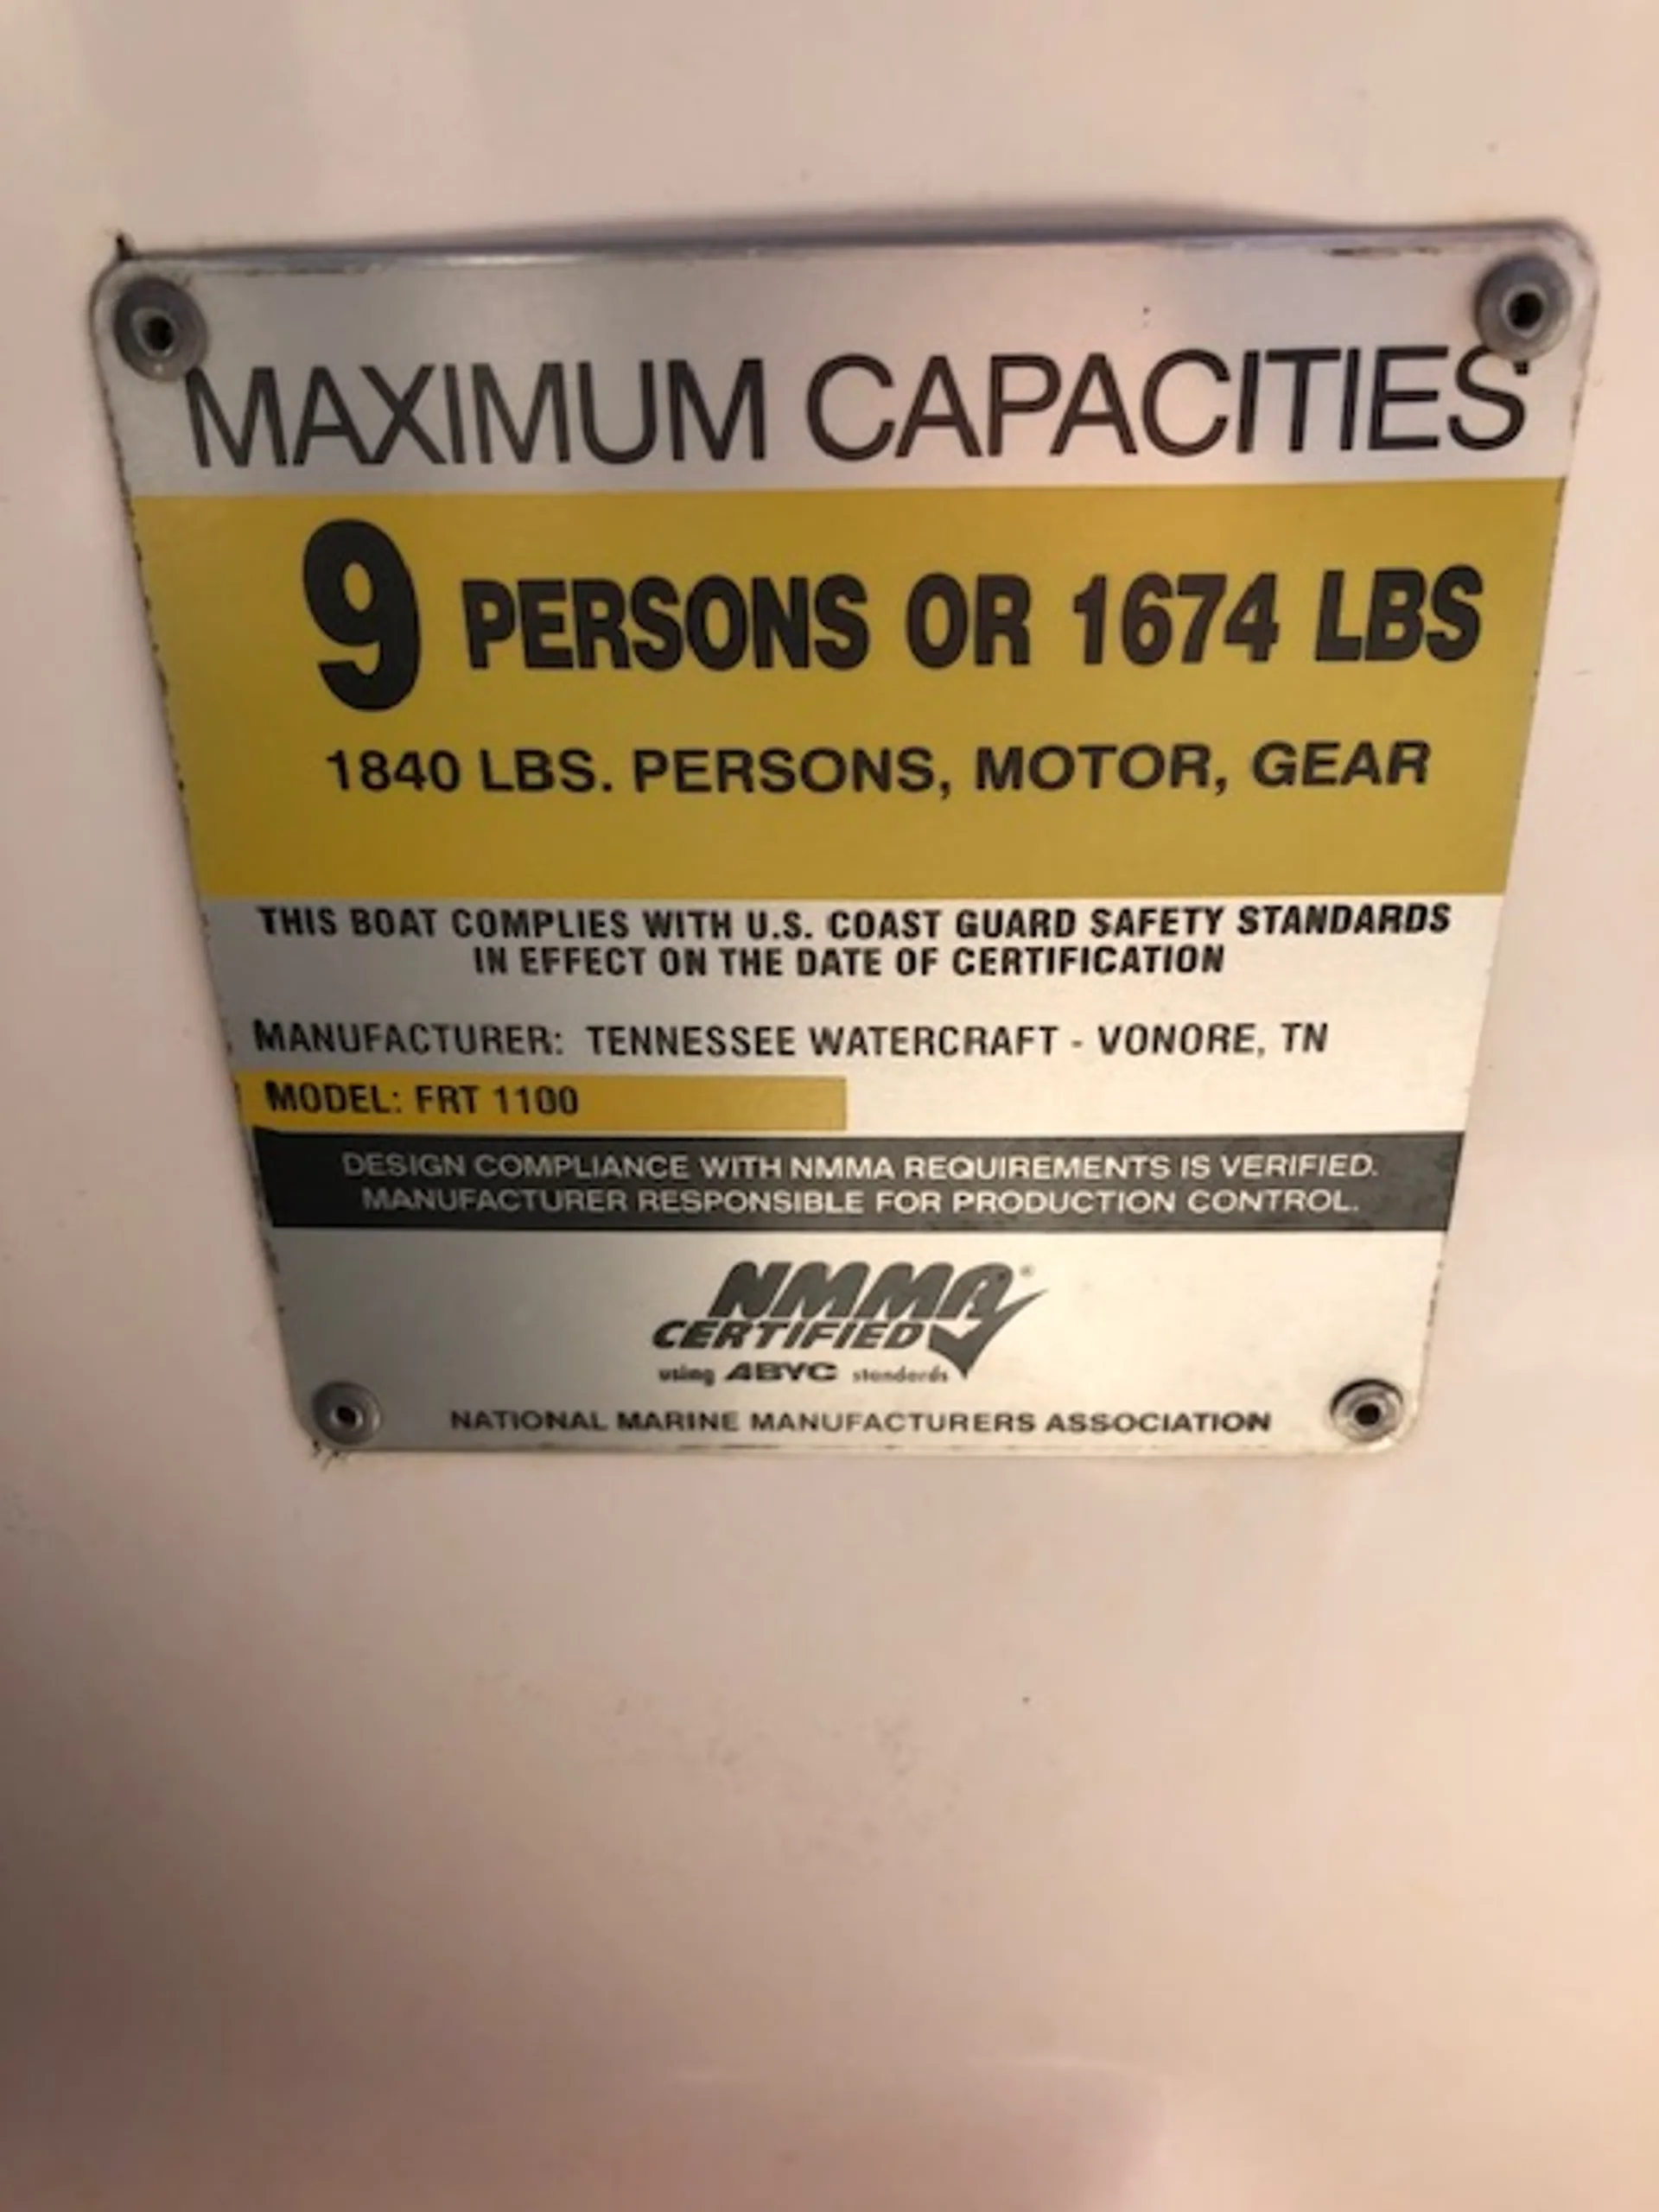 MAXIMUM CAPACITIES
9 PERSONS OR 1674 LBS
1840 LBS. PERSONS, MOTOR, GEAR
THIS BOAT COMPLIES WITH U.S. COAST GUARD SAFETY STANDARDS
IN EFFECT ON THE DATE OF CERTIFICATION
MANUFACTURER: TENNESSEE WATERCRAFT - VONORE, TN
MODEL: FRT 1100
DESIGN COMPLIANCE WITH NMMA REQUIREMENTS IS VERIFIED.
MANUFACTURER RESPONSIBLE FOR PRODUCTION CONTROL.
NMMA®
CERTIFIED
using ABYC standards
NATIONAL MARINE MANUFACTURERS ASSOCIATION